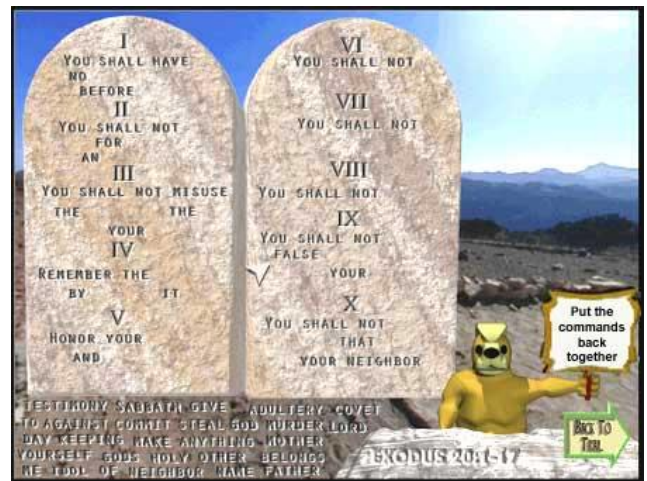 I
YOU SHALL HAVE
NO
BEFORE
II
YOU SHALL NOT
FOR
AN
III
YOU SHALL NOT MISUSE
THE THE
YOUR
IV
REMEMBER THE
BY IT
V
HONOR YOUR
AND
VI
YOU SHALL NOT
VII
YOU SHALL NOT
VIII
YOU SHALL NOT
IX
YOU SHALL NOT
FALSE
YOUR
X
YOU SHALL NOT
THAT
YOUR NEIGHBOR
TESTIMONY SABBATH GIVE ADULTERY COVET
TO AGAINST COMMIT STEAL GOD MURDER LORD
DAY KEEPING MAKE ANYTHING MOTHER
YOURSELF GODS HOLY OTHER BELONGS
ME IDOL OF NEIGHBOR NAME FATHER
EXODUS 20:1-17
Put the
commands
back
together
BACK TO
TRAIL